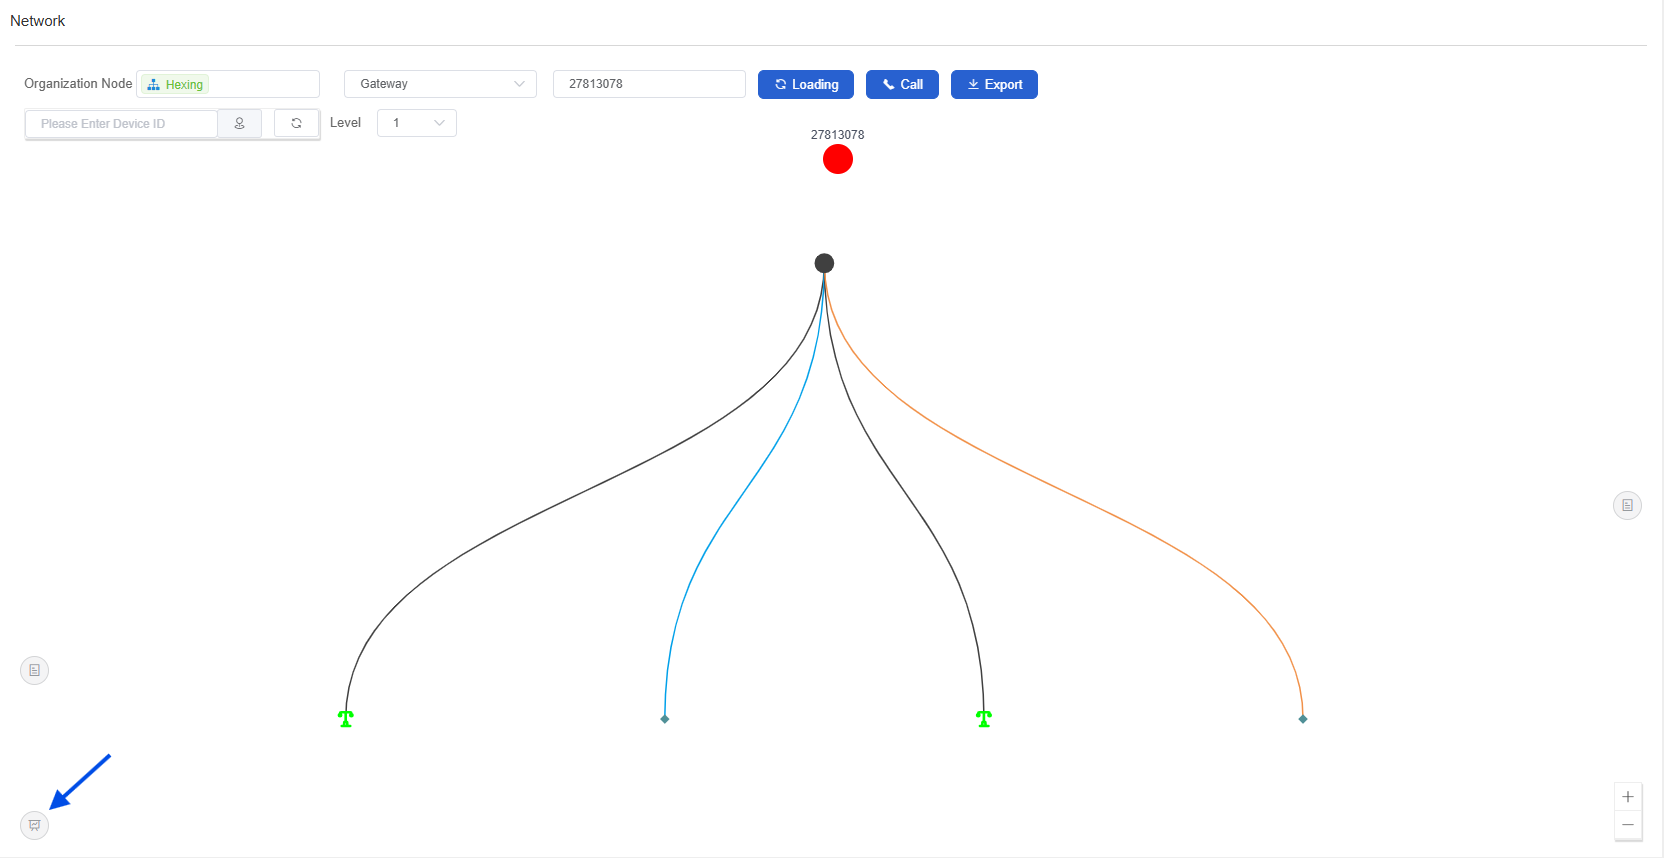 Network
Organization Node Hexing Gateway 27813078 Loading Call Export
Please Enter Device ID Level 1
27813078